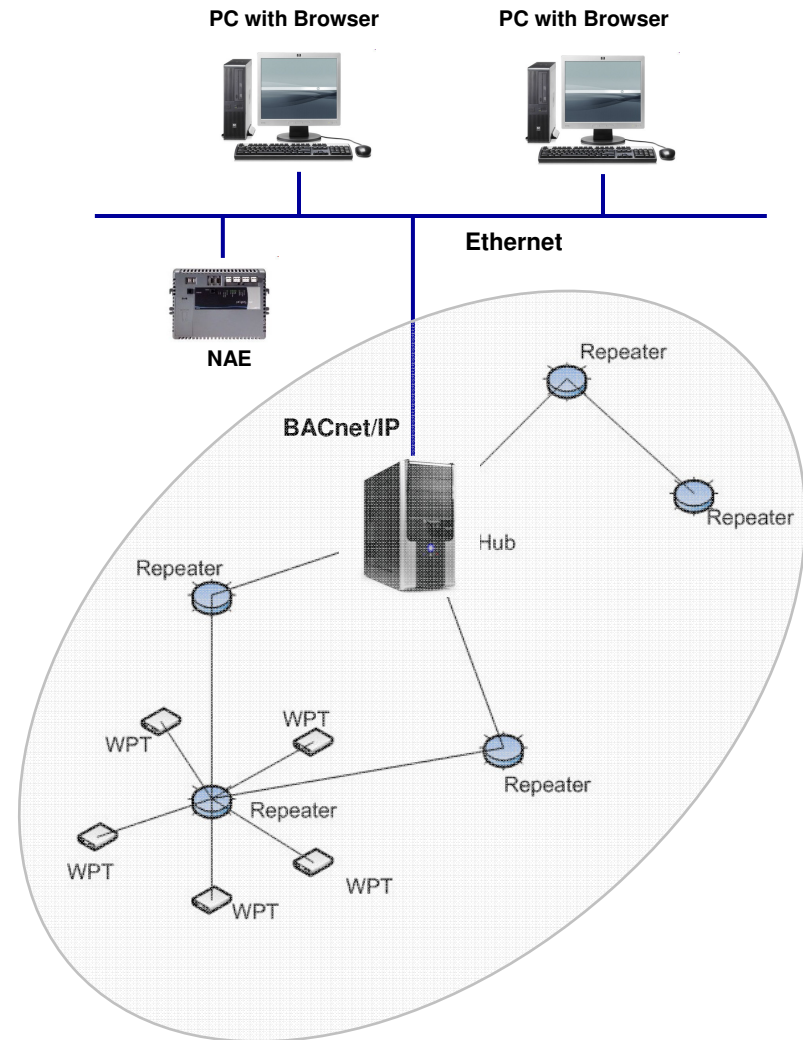 PC with Browser
PC with Browser
Ethernet
NAE
Repeater
BACnet/IP
Repeater
Hub
Repeater
WPT
WPT
Repeater
Repeater
WPT
WPT
WPT